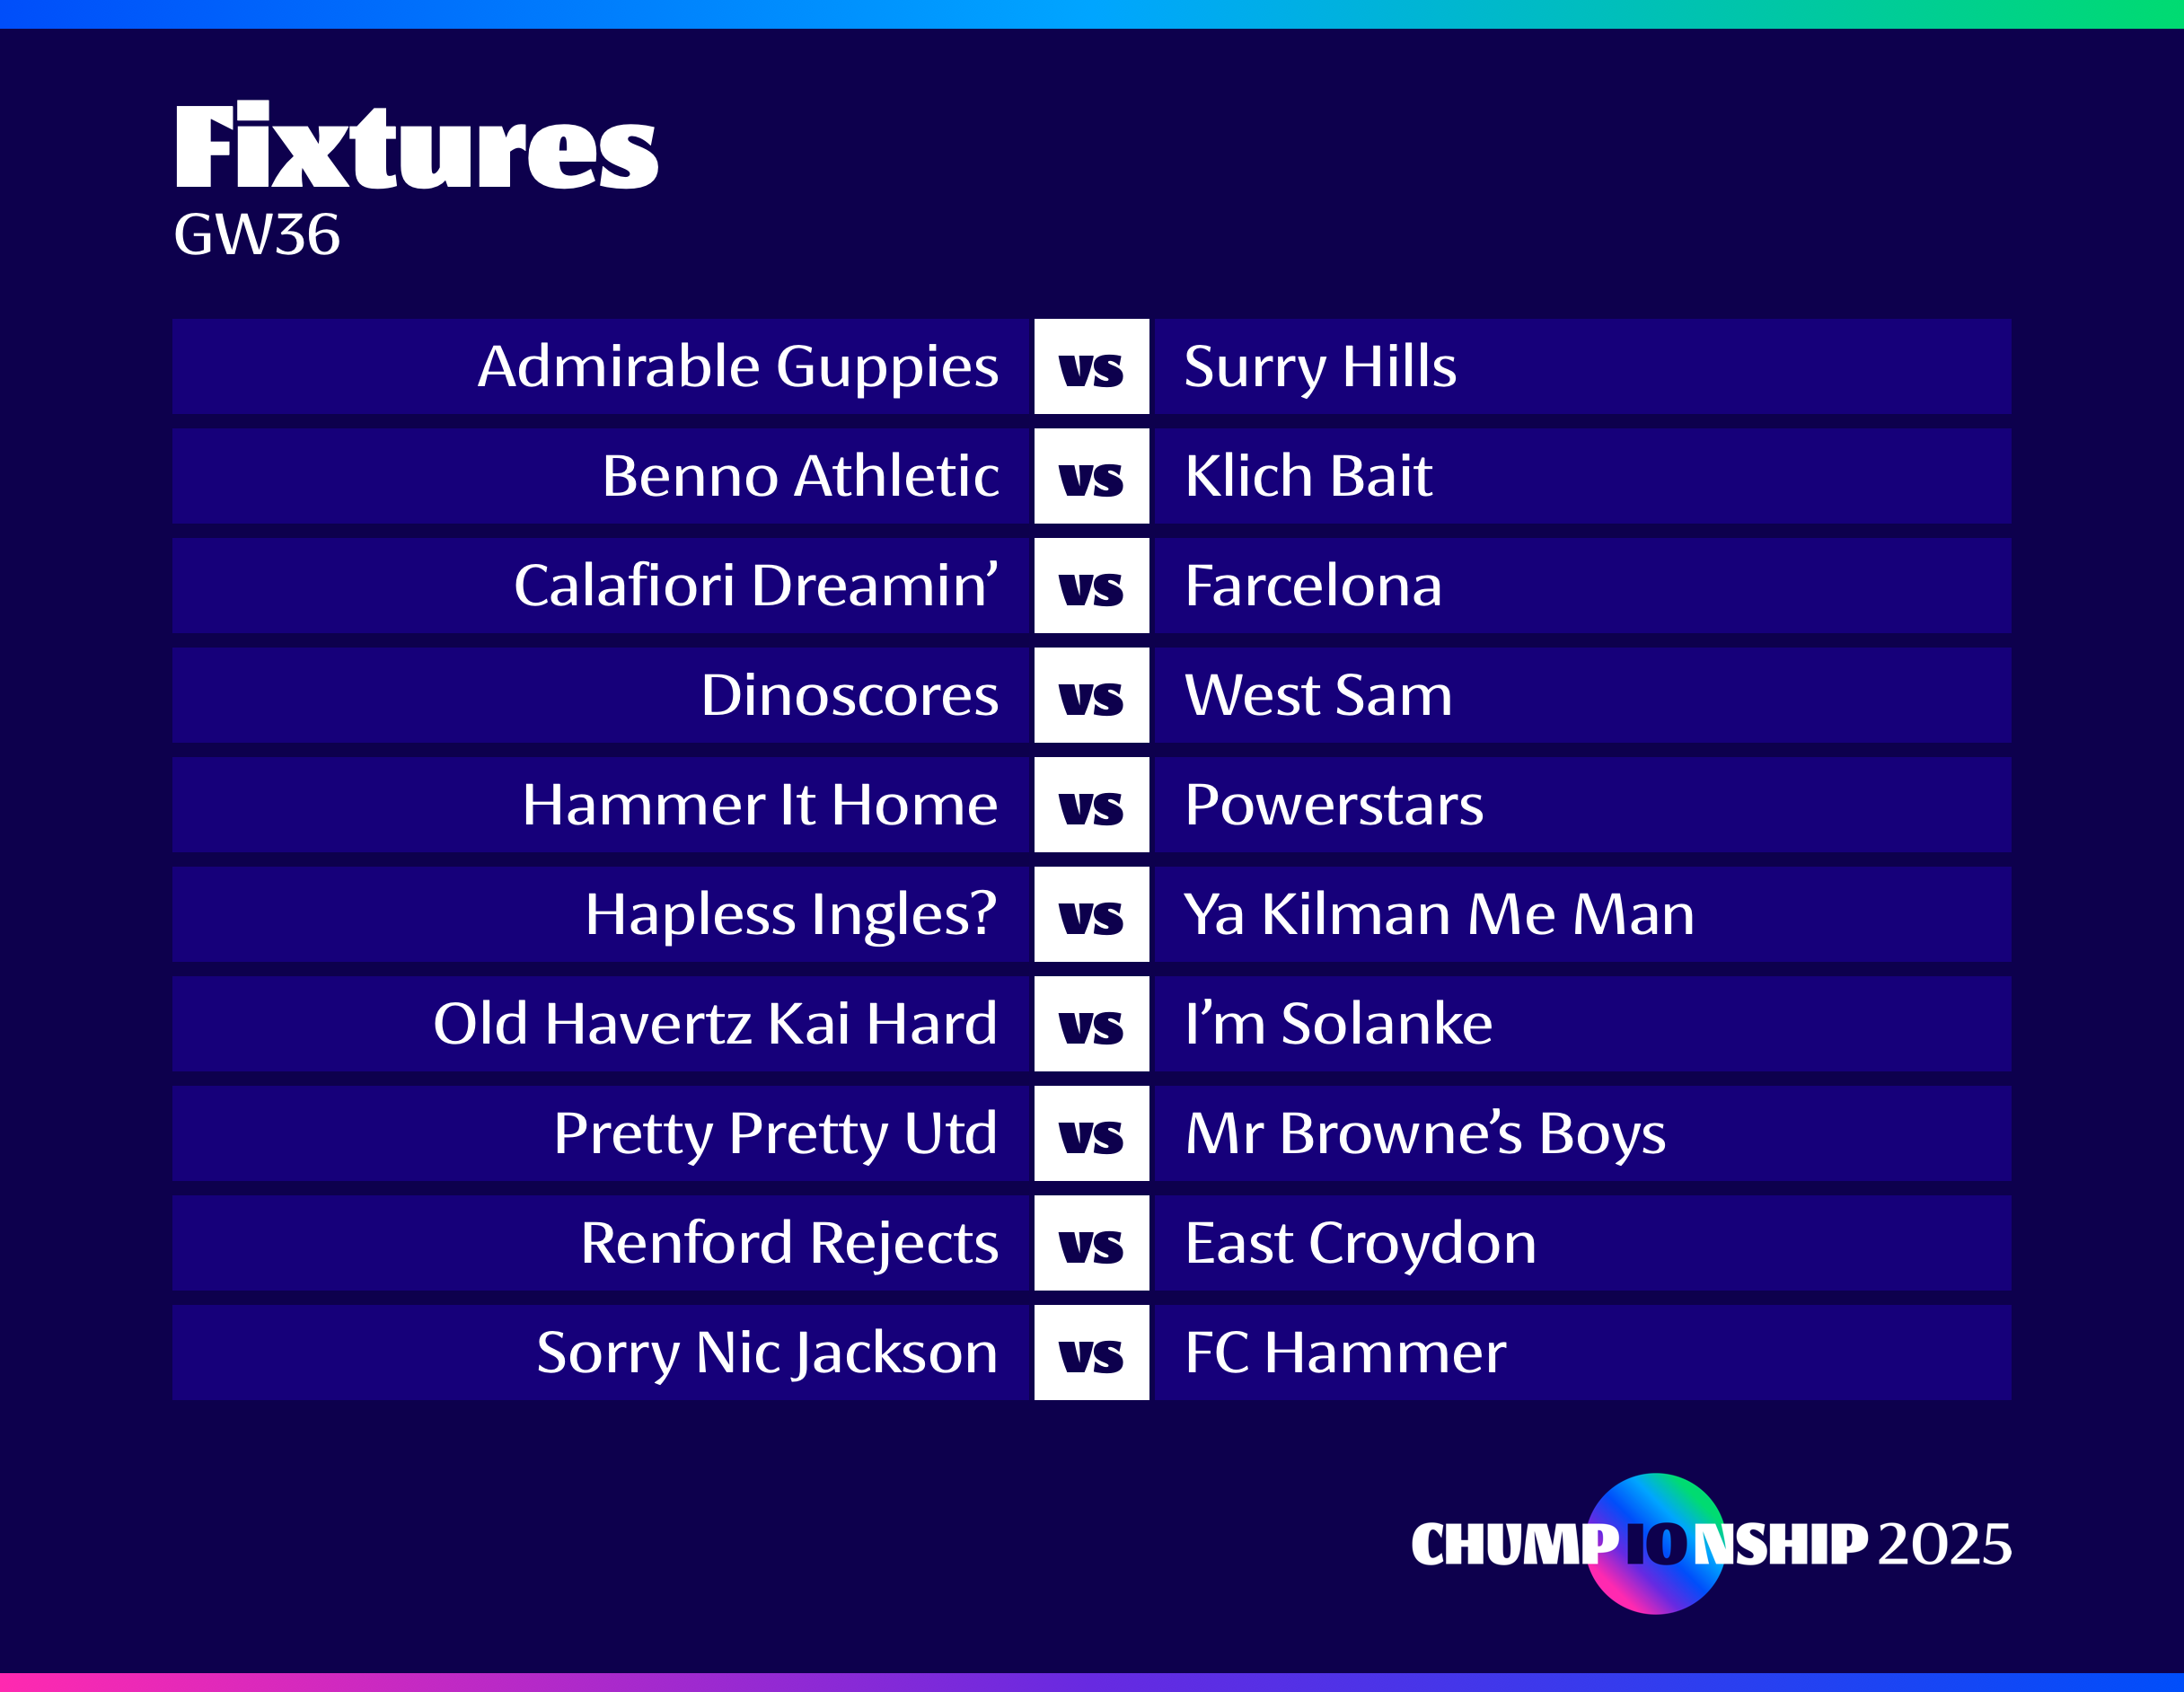 Fixtures
GW36
Admirable Guppies vs Surry Hills
Benno Athletic vs Klich Bait
Calafiori Dreamin’ vs Farcelona
Dinoscores vs West Sam
Hammer It Home vs Powerstars
Hapless Ingles? vs Ya Kilman Me Man
Old Havertz Kai Hard vs I’m Solanke
Pretty Pretty Utd vs Mr Browne’s Boys
Renford Rejects vs East Croydon
Sorry Nic Jackson vs FC Hammer
CHUMPIONSHIP 2025